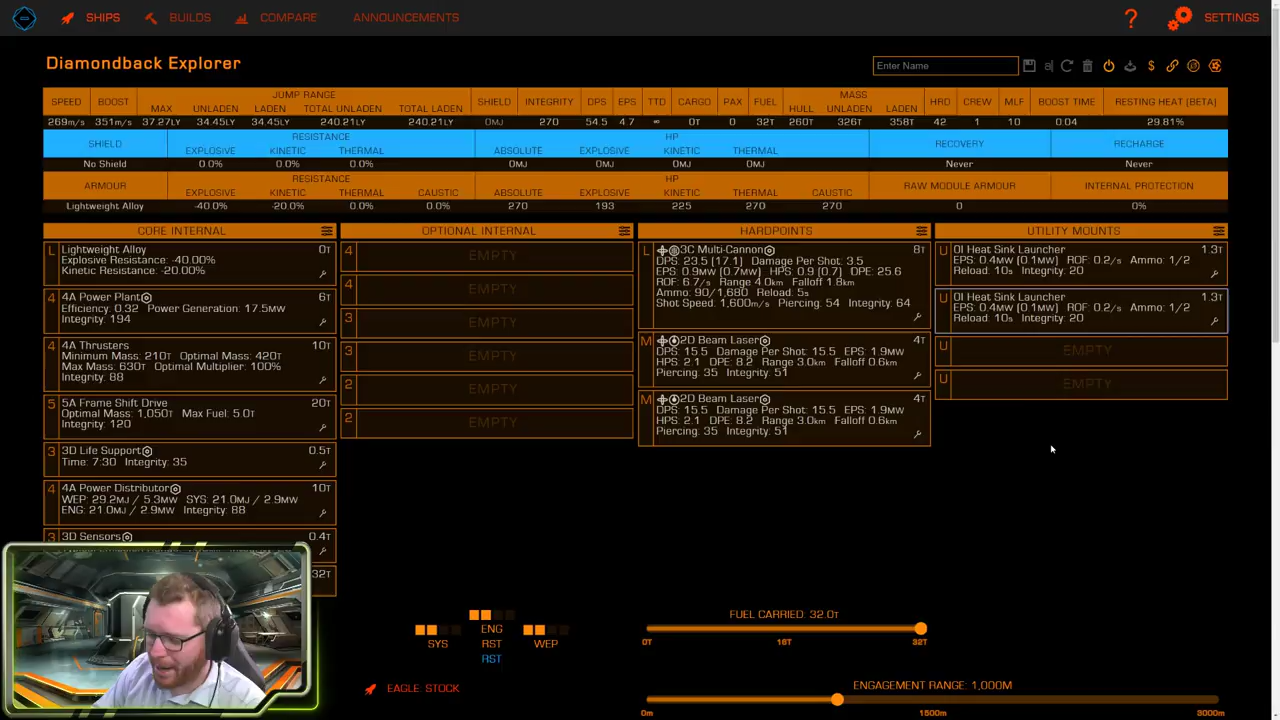 SHIPS
BUILDS
COMPARE
ANNOUNCEMENTS
?
SETTINGS
Diamondback Explorer
Enter Name
SPEED BOOST JUMP RANGE SHIELD INTEGRITY DPS EPS TTD CARGO PAX FUEL MASS HRD CREW MLF BOOST TIME RESTING HEAT (BETA)
MAX UNLADEN LADEN TOTAL UNLADEN TOTAL LADEN HULL UNLADEN LADEN
269m/s 351m/s 37.27LY 34.45LY 34.45LY 240.21LY 240.21LY 0MJ 270 54.5 4.7 ∞ 0T 0 32T 260T 326T 358T 42 1 10 0.04 29.81%
SHIELD RESISTANCE HP RECOVERY RECHARGE
EXPLOSIVE KINETIC THERMAL ABSOLUTE EXPLOSIVE KINETIC THERMAL
No Shield 0.0% 0.0% 0.0% 0MJ 0MJ 0MJ 0MJ Never Never
ARMOUR RESISTANCE HP RAW MODULE ARMOUR INTERNAL PROTECTION
EXPLOSIVE KINETIC THERMAL CAUSTIC ABSOLUTE EXPLOSIVE KINETIC THERMAL CAUSTIC
Lightweight Alloy -40.0% -20.0% 0.0% 0.0% 270 193 225 270 270 0 0%
CORE INTERNAL
L Lightweight Alloy 0T
Explosive Resistance: -40.00%
Kinetic Resistance: -20.00%
4 4A Power Plant 6T
Efficiency: 0.32 Power Generation: 17.5MW
Integrity: 194
4 4A Thrusters 10T
Minimum Mass: 210T Optimal Mass: 420T
Max Mass: 630T Optimal Multiplier: 100%
Integrity: 88
5 5A Frame Shift Drive 20T
Optimal Mass: 1,050T Max Fuel: 5.0T
Integrity: 120
3 3D Life Support 0.5T
Time: 7:30 Integrity: 35
4 4A Power Distributor 10T
WEP: 29.2MJ / 5.3MW SYS: 21.0MJ / 2.9MW
ENG: 21.0MJ / 2.9MW Integrity: 88
3 3D Sensors 0.4T
32T
OPTIONAL INTERNAL
4 EMPTY
4 EMPTY
3 EMPTY
3 EMPTY
2 EMPTY
2 EMPTY
HARDPOINTS
L 3C Multi-Cannon 8T
DPS: 23.5 [17.1] Damage Per Shot: 3.5
EPS: 0.9MW [0.7MW] HPS: 0.9 [0.7] DPE: 25.6
ROF: 6.7/s Range 4.0km Falloff 1.8km
Ammo: 90/1,680 Reload: 5s
Shot Speed: 1,600m/s Piercing: 54 Integrity: 64
M 2D Beam Laser 4T
DPS: 15.5 Damage Per Shot: 15.5 EPS: 1.9MW
HPS: 2.1 DPE: 8.2 Range 3.0km Falloff 0.6km
Piercing: 35 Integrity: 51
M 2D Beam Laser 4T
DPS: 15.5 Damage Per Shot: 15.5 EPS: 1.9MW
HPS: 2.1 DPE: 8.2 Range 3.0km Falloff 0.6km
Piercing: 35 Integrity: 51
UTILITY MOUNTS
U 0I Heat Sink Launcher 1.3T
EPS: 0.4MW [0.1MW] ROF: 0.2/s Ammo: 1/2
Reload: 10s Integrity: 20
U 0I Heat Sink Launcher 1.3T
EPS: 0.4MW [0.1MW] ROF: 0.2/s Ammo: 1/2
Reload: 10s Integrity: 20
U EMPTY
U EMPTY
SYS
ENG
WEP
RST
RST
FUEL CARRIED: 32.0T
0T 16T 32T
EAGLE: STOCK
ENGAGEMENT RANGE: 1,000M
0m 1500m 3000m